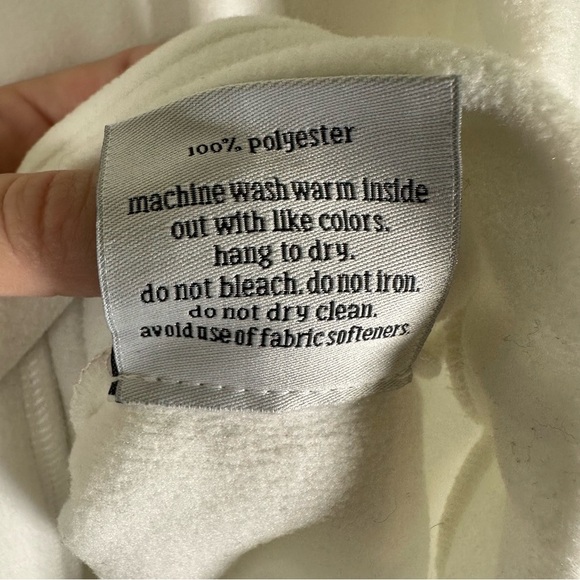 100% polyester
machine wash warm inside
out with like colors.
hang to dry.
do not bleach. do not iron.
do not dry clean.
avoid use of fabric softeners.